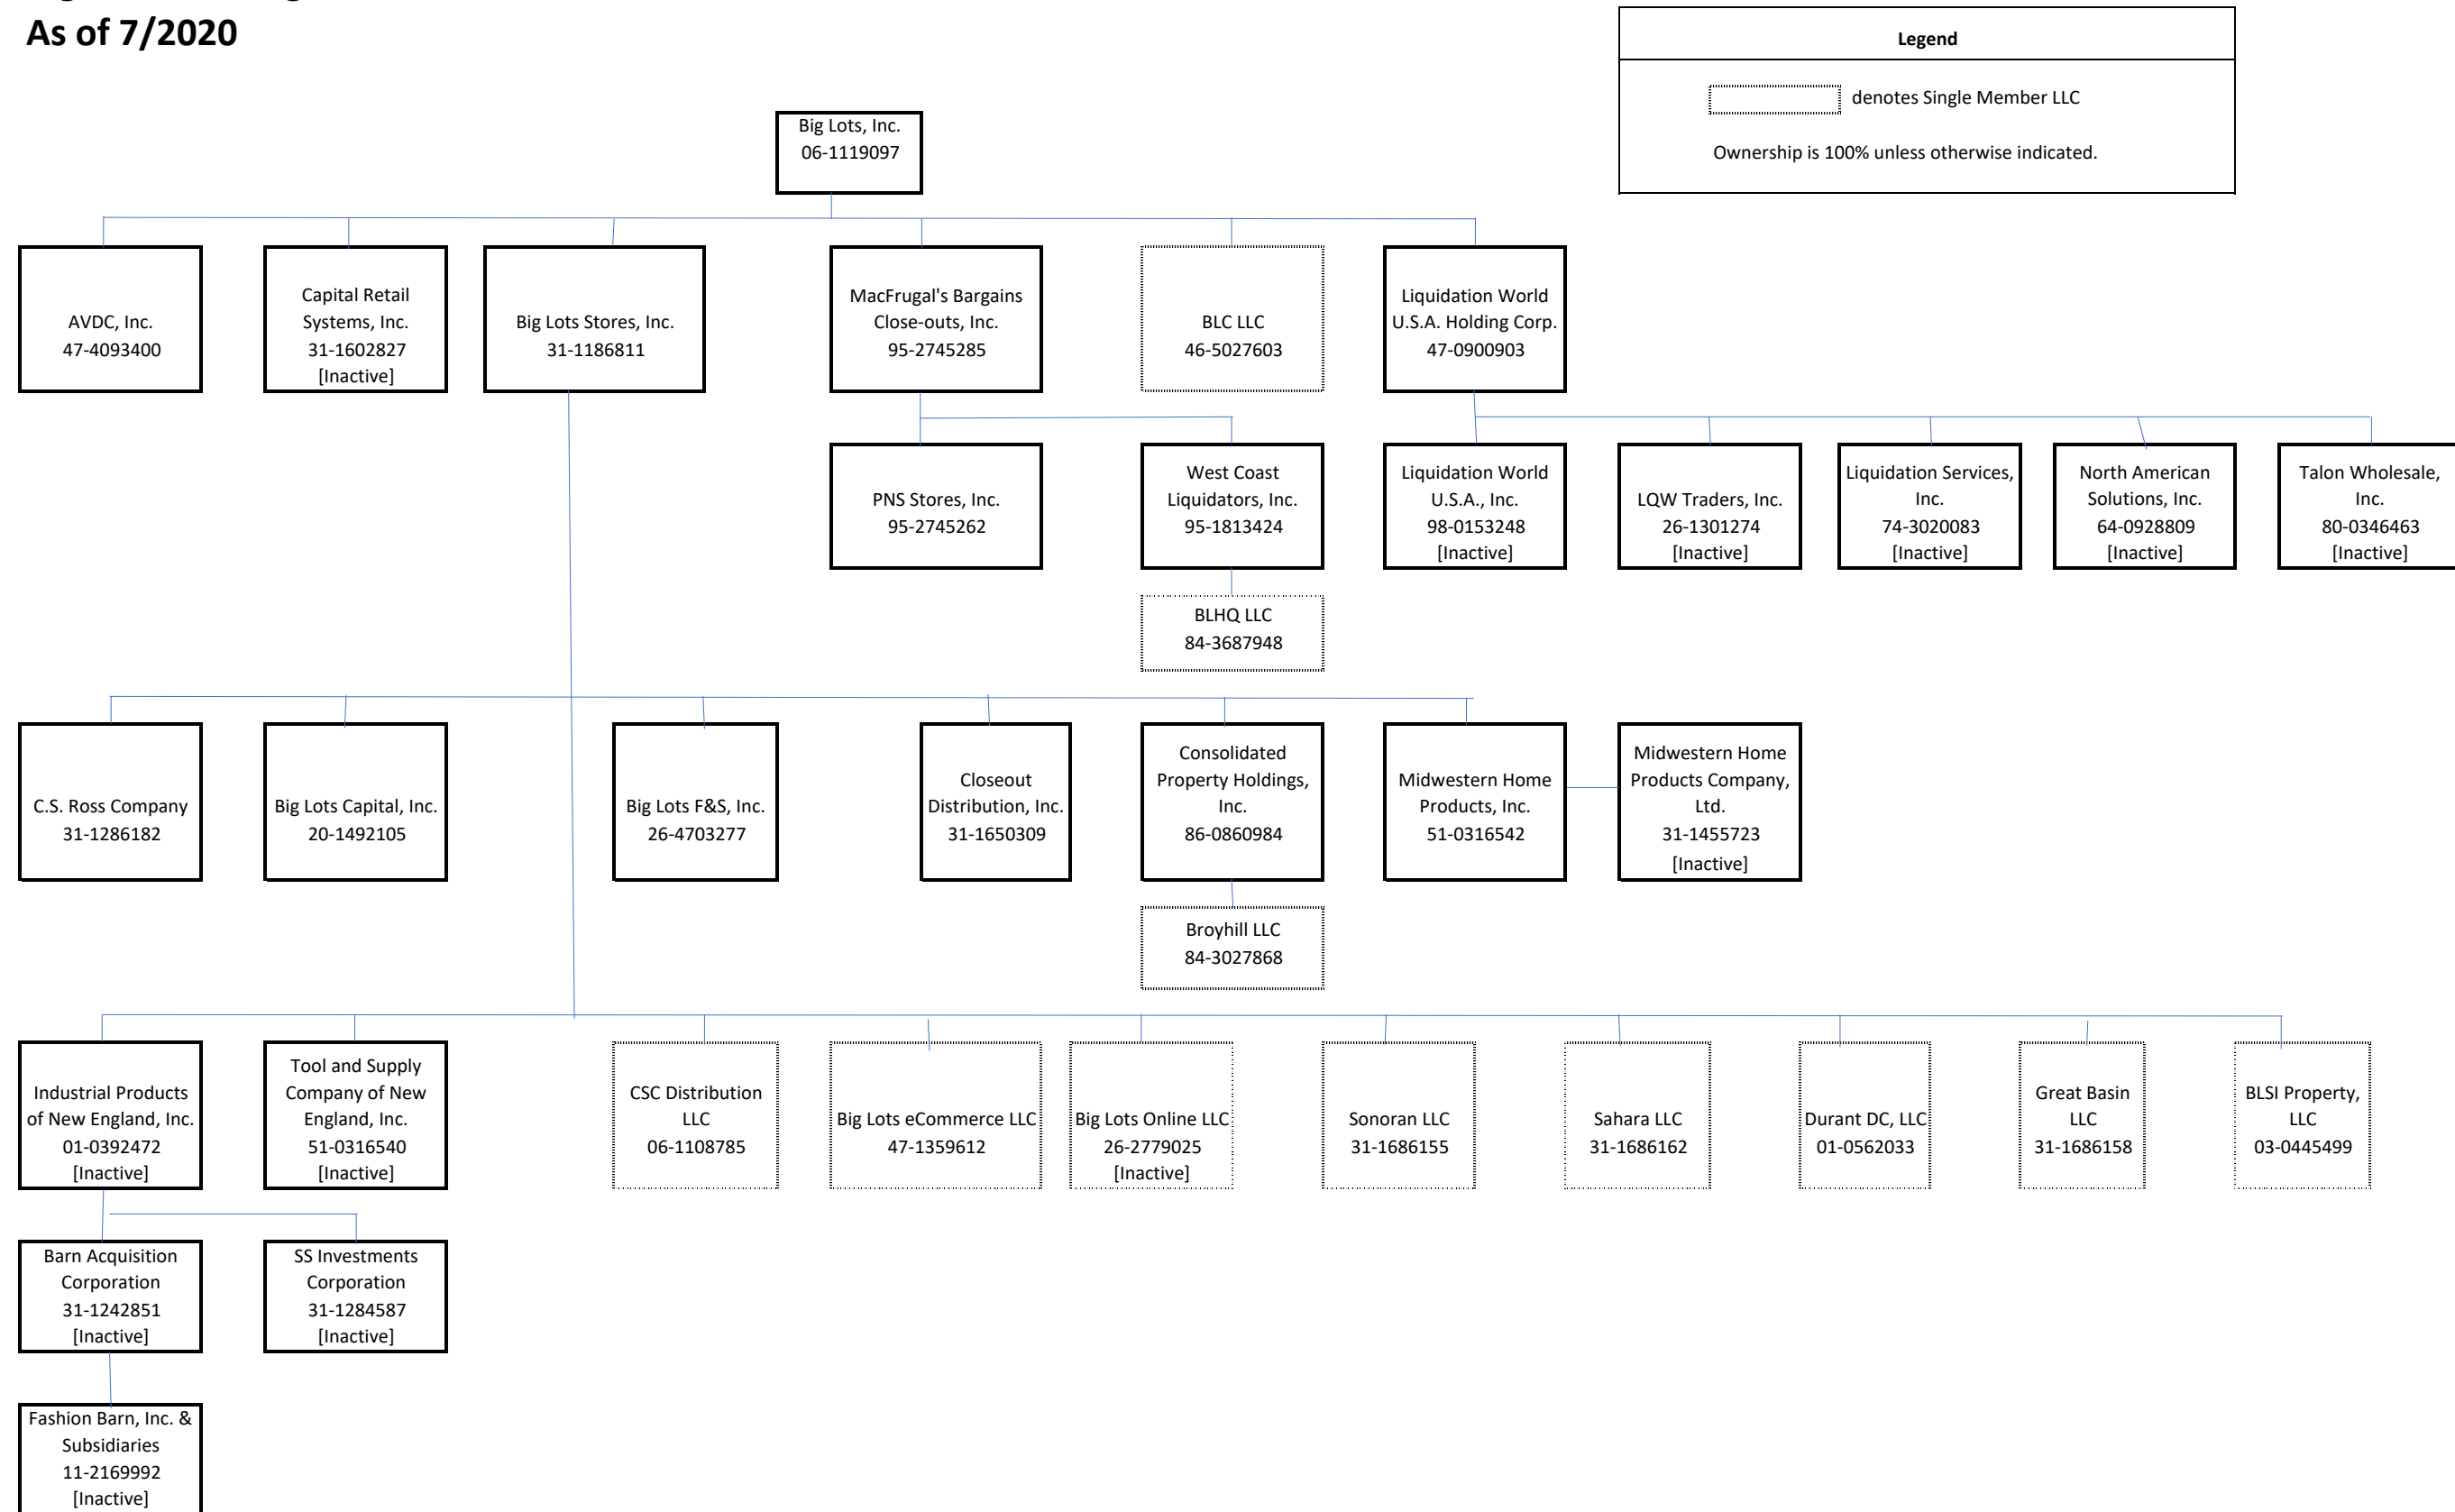 As of 7/2020
Legend
denotes Single Member LLC
Ownership is 100% unless otherwise indicated.
Big Lots, Inc.
06-1119097
AVDC, Inc.
47-4093400
Capital Retail
Systems, Inc.
31-1602827
[Inactive]
Big Lots Stores, Inc.
31-1186811
MacFrugal's Bargains
Close-outs, Inc.
95-2745285
BLC LLC
46-5027603
Liquidation World
U.S.A. Holding Corp.
47-0900903
PNS Stores, Inc.
95-2745262
West Coast
Liquidators, Inc.
95-1813424
Liquidation World
U.S.A., Inc.
98-0153248
[Inactive]
LQW Traders, Inc.
26-1301274
[Inactive]
Liquidation Services,
Inc.
74-3020083
[Inactive]
North American
Solutions, Inc.
64-0928809
[Inactive]
Talon Wholesale,
Inc.
80-0346463
[Inactive]
BLHQ LLC
84-3687948
C.S. Ross Company
31-1286182
Big Lots Capital, Inc.
20-1492105
Big Lots F&S, Inc.
26-4703277
Closeout
Distribution, Inc.
31-1650309
Consolidated
Property Holdings,
Inc.
86-0860984
Midwestern Home
Products, Inc.
51-0316542
Midwestern Home
Products Company,
Ltd.
31-1455723
[Inactive]
Broyhill LLC
84-3027868
Industrial Products
of New England, Inc.
01-0392472
[Inactive]
Tool and Supply
Company of New
England, Inc.
51-0316540
[Inactive]
CSC Distribution
LLC
06-1108785
Big Lots eCommerce LLC
47-1359612
Big Lots Online LLC
26-2779025
[Inactive]
Sonoran LLC
31-1686155
Sahara LLC
31-1686162
Durant DC, LLC
01-0562033
Great Basin
LLC
31-1686158
BLSI Property,
LLC
03-0445499
Barn Acquisition
Corporation
31-1242851
[Inactive]
SS Investments
Corporation
31-1284587
[Inactive]
Fashion Barn, Inc. &
Subsidiaries
11-2169992
[Inactive]